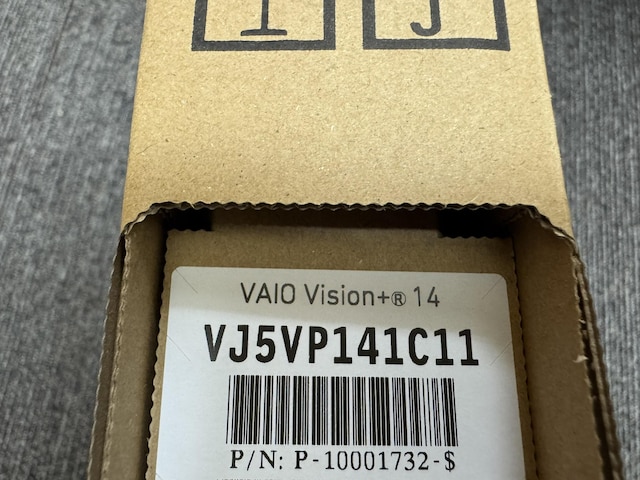 I J
VAIO Vision+® 14
VJ5VP141C11
P/N: P-10001732-$